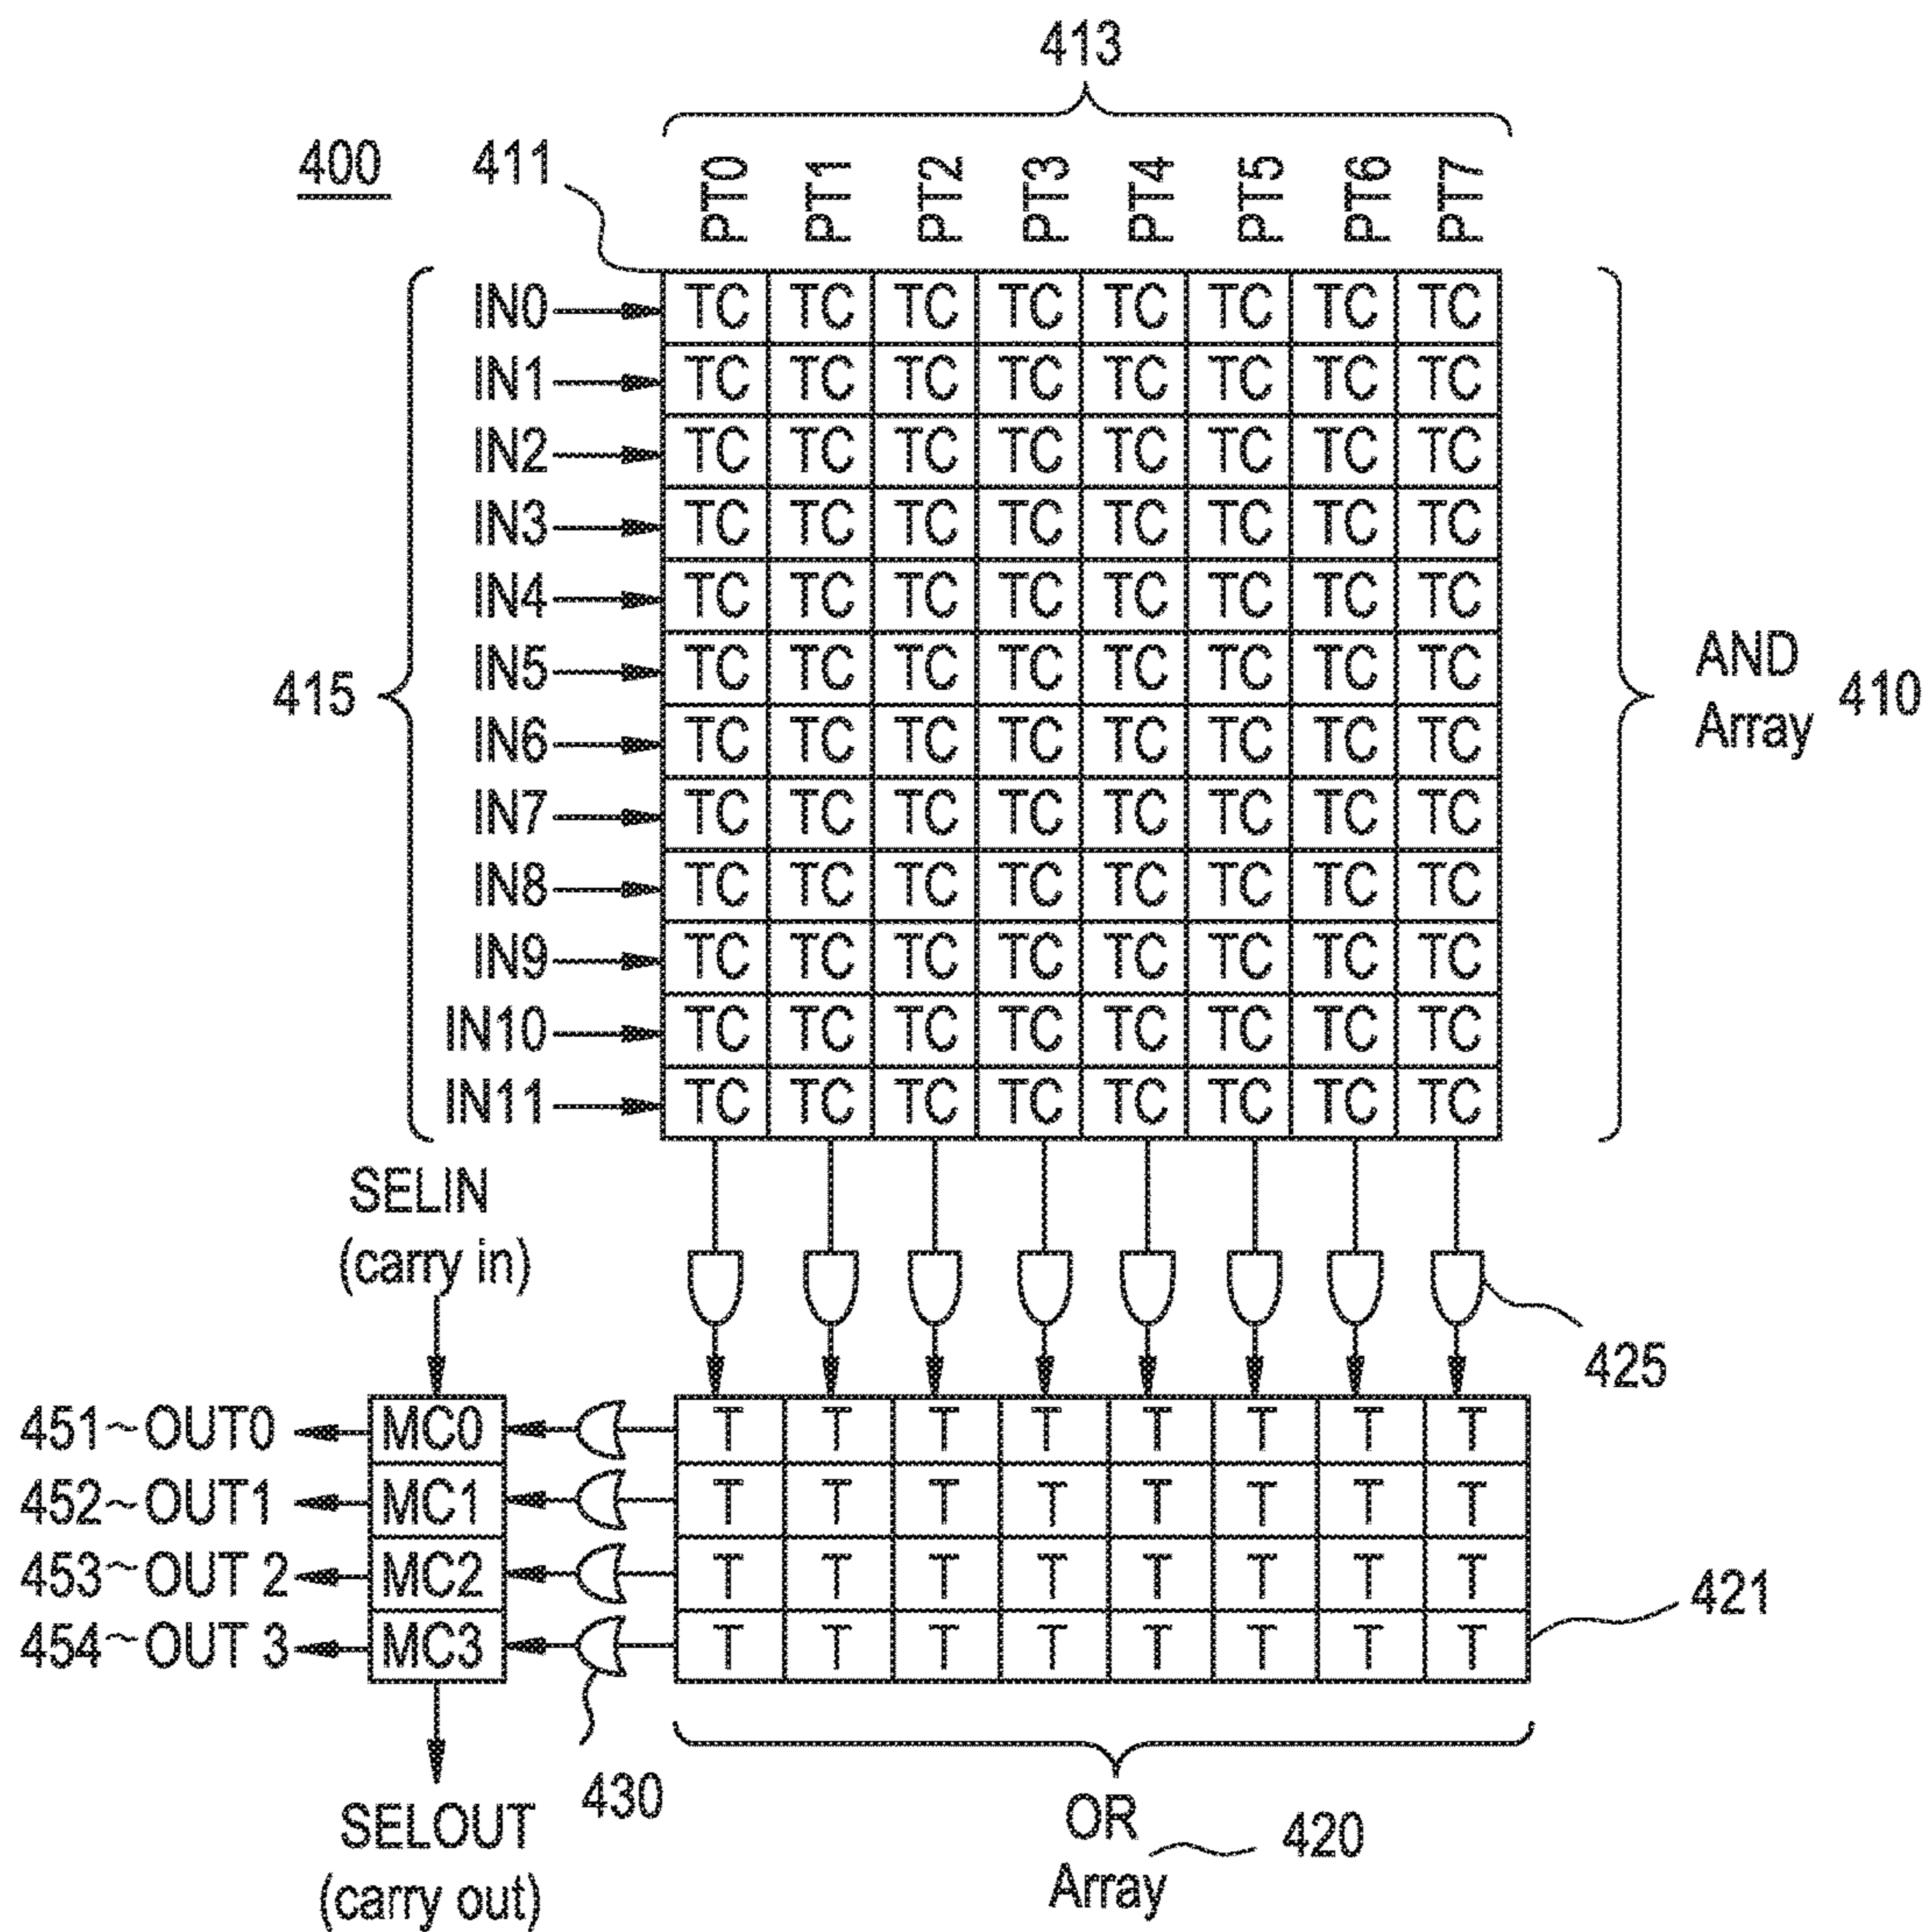 413
400
411
PT0 PT1 PT2 PT3 PT4 PT5 PT6 PT7
IN0 TC TC TC TC TC TC TC TC
IN1 TC TC TC TC TC TC TC TC
IN2 TC TC TC TC TC TC TC TC
IN3 TC TC TC TC TC TC TC TC
IN4 TC TC TC TC TC TC TC TC
IN5 TC TC TC TC TC TC TC TC
IN6 TC TC TC TC TC TC TC TC
IN7 TC TC TC TC TC TC TC TC
IN8 TC TC TC TC TC TC TC TC
IN9 TC TC TC TC TC TC TC TC
IN10 TC TC TC TC TC TC TC TC
IN11 TC TC TC TC TC TC TC TC
415
AND
Array
410
SELIN
(carry in)
425
451~OUT0 MC0 T T T T T T T T
452~OUT1 MC1 T T T T T T T T
453~OUT 2 MC2 T T T T T T T T
454~OUT 3 MC3 T T T T T T T T
421
430
SELOUT
(carry out)
OR
Array
420